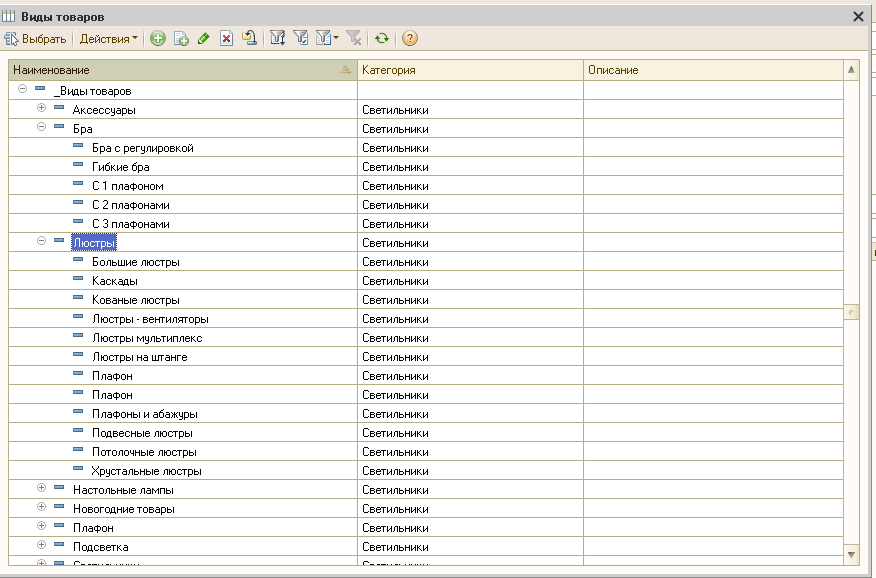 Виды товаров
Выбрать Действия
Наименование Категория Описание
_Виды товаров
Аксессуары Светильники
Бра Светильники
Бра с регулировкой Светильники
Гибкие бра Светильники
С 1 плафоном Светильники
С 2 плафонами Светильники
С 3 плафонами Светильники
Люстры Светильники
Большие люстры Светильники
Каскады Светильники
Кованые люстры Светильники
Люстры - вентиляторы Светильники
Люстры мультиплекс Светильники
Люстры на штанге Светильники
Плафон Светильники
Плафон Светильники
Плафоны и абажуры Светильники
Подвесные люстры Светильники
Потолочные люстры Светильники
Хрустальные люстры Светильники
Настольные лампы Светильники
Новогодние товары Светильники
Плафон Светильники
Подсветка Светильники